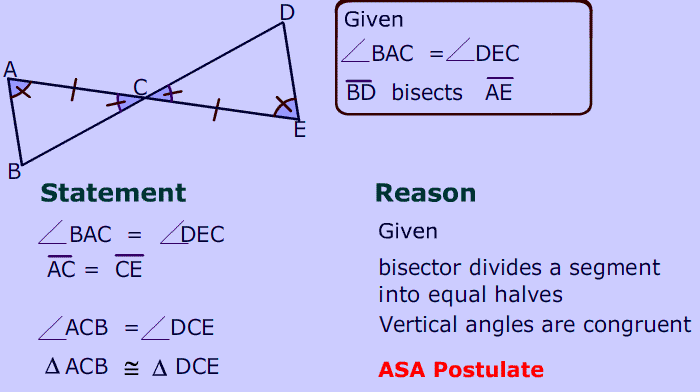 D
A
C
E
B
Given
∠BAC = ∠DEC
BD bisects AE
Statement Reason
∠BAC = ∠DEC Given
AC = CE bisector divides a segment
into equal halves
∠ACB = ∠DCE Vertical angles are congruent
Δ ACB ≅ Δ DCE ASA Postulate